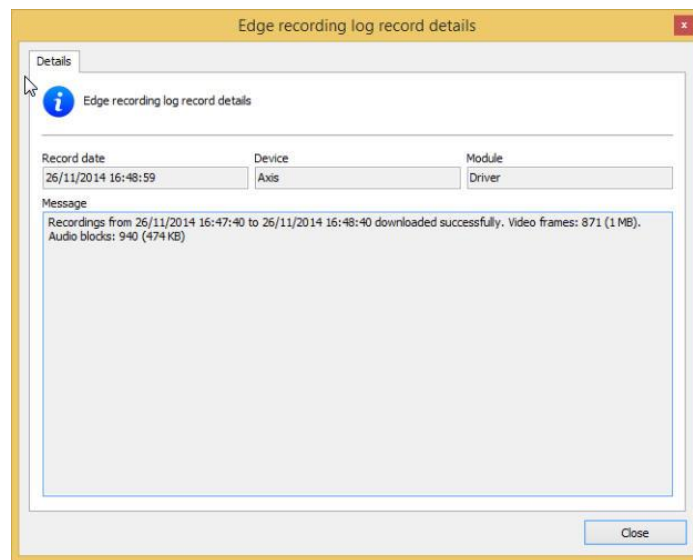 Edge recording log record details
x
Details
i
Edge recording log record details
Record date
Device
Module
26/11/2014 16:48:59
Axis
Driver
Message
Recordings from 26/11/2014 16:47:40 to 26/11/2014 16:48:40 downloaded successfully. Video frames: 871 (1 MB).
Audio blocks: 940 (474 KB)
Close